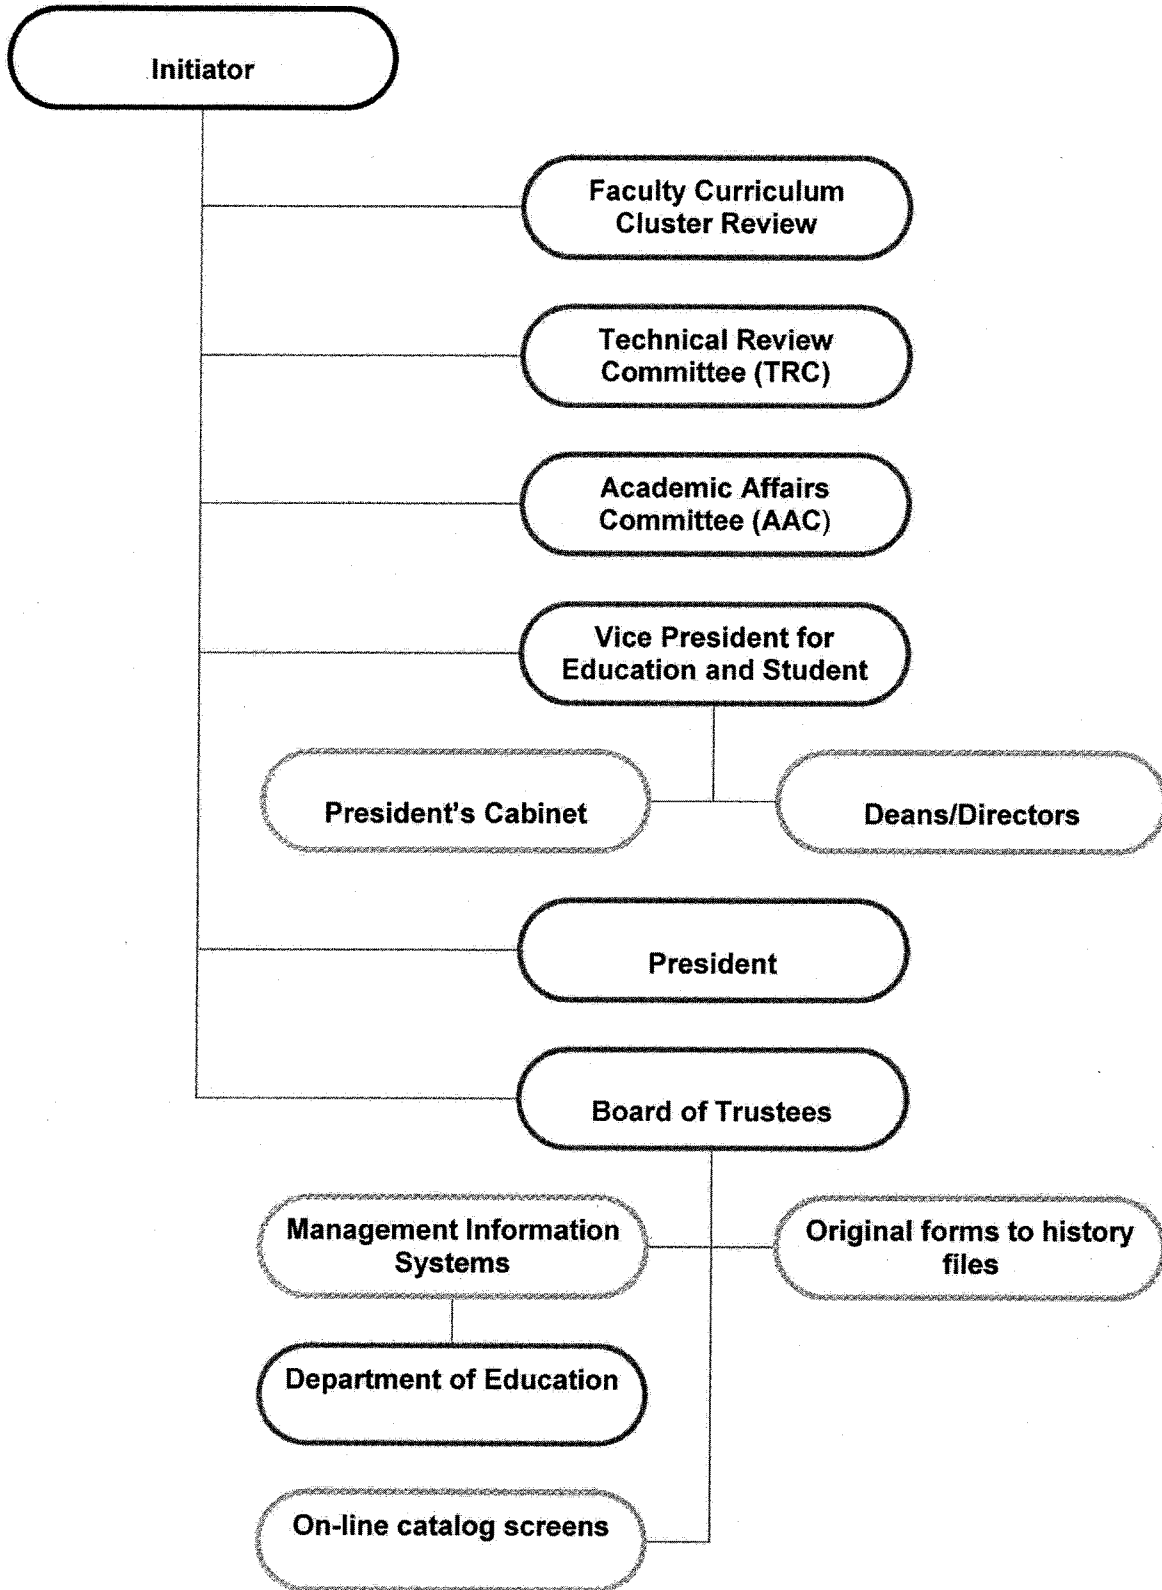 Initiator
Faculty Curriculum
Cluster Review
Technical Review
Committee (TRC)
Academic Affairs
Committee (AAC)
Vice President for
Education and Student
President's Cabinet
Deans/Directors
President
Board of Trustees
Management Information
Systems
Original forms to history
files
Department of Education
On-line catalog screens